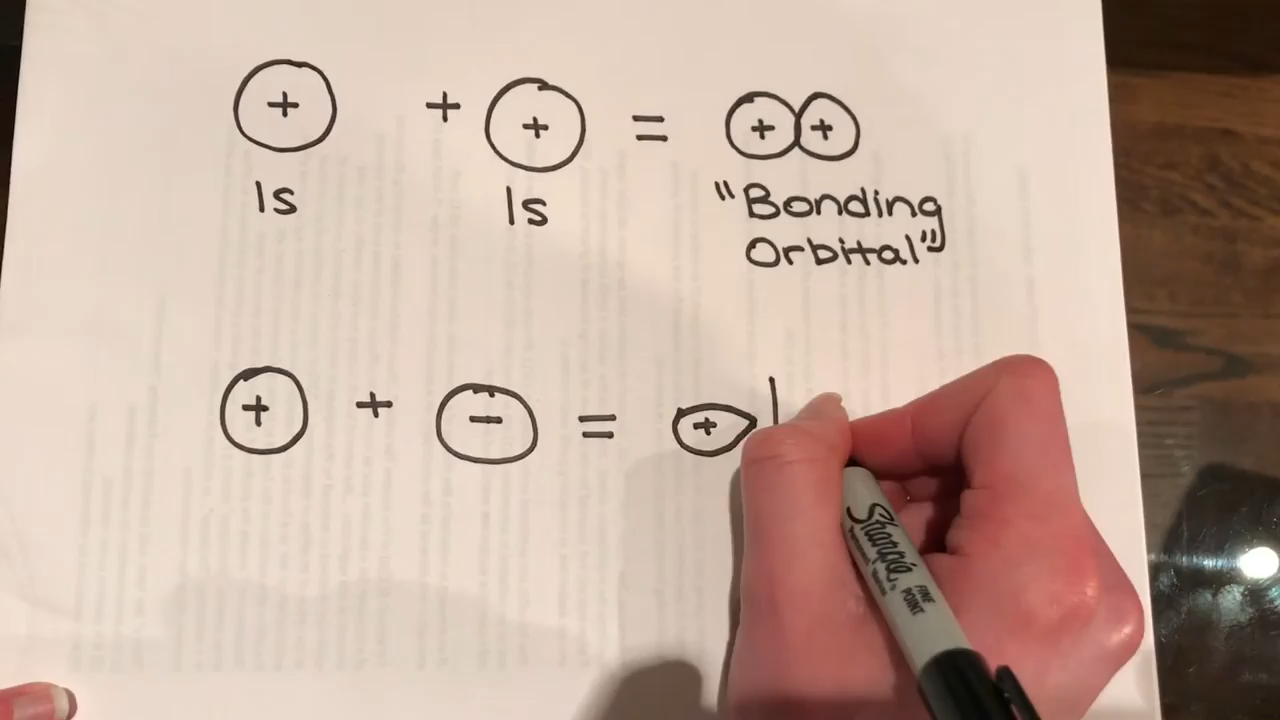 + + + = + +
1s 1s "Bonding
Orbital"
+ + - = +
Sharpie
FINE
POINT